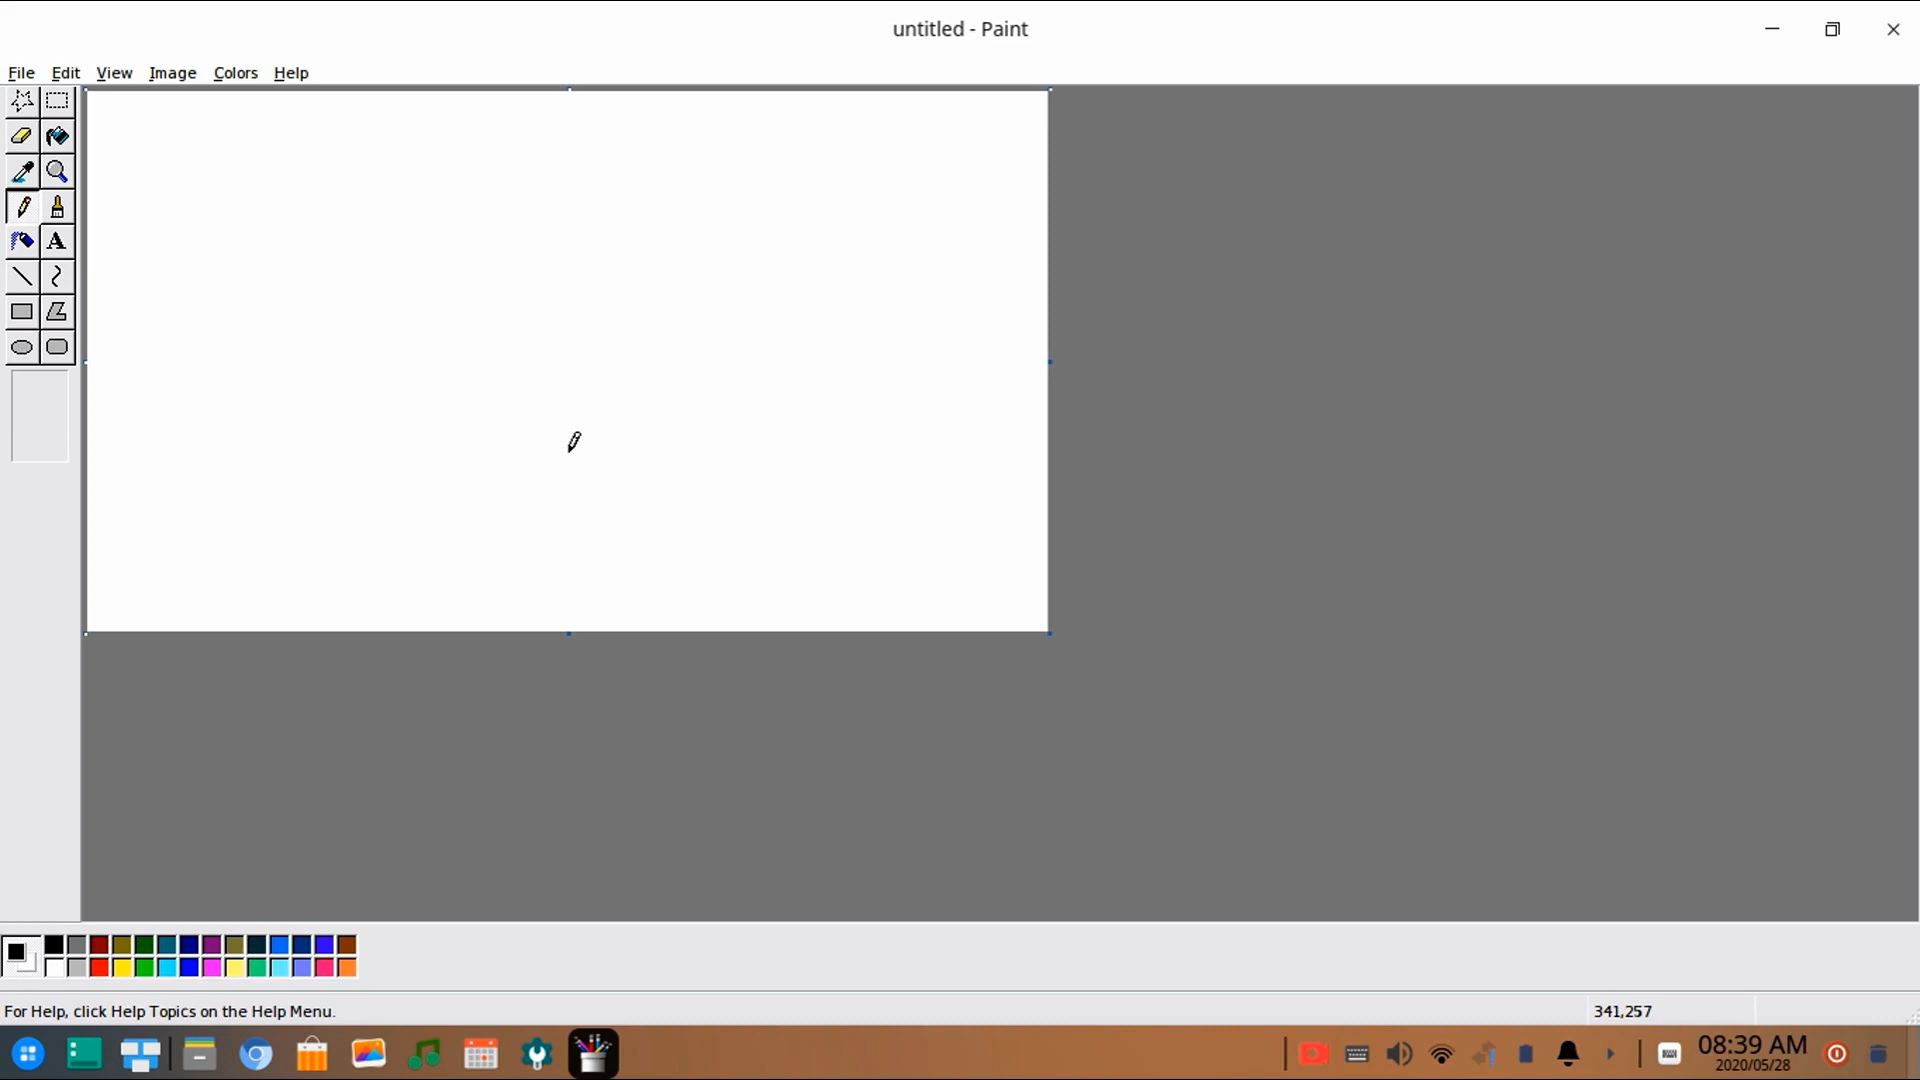 untitled - Paint
File Edit View Image Colors Help
A
For Help, click Help Topics on the Help Menu.
341,257
08:39 AM
2020/05/28